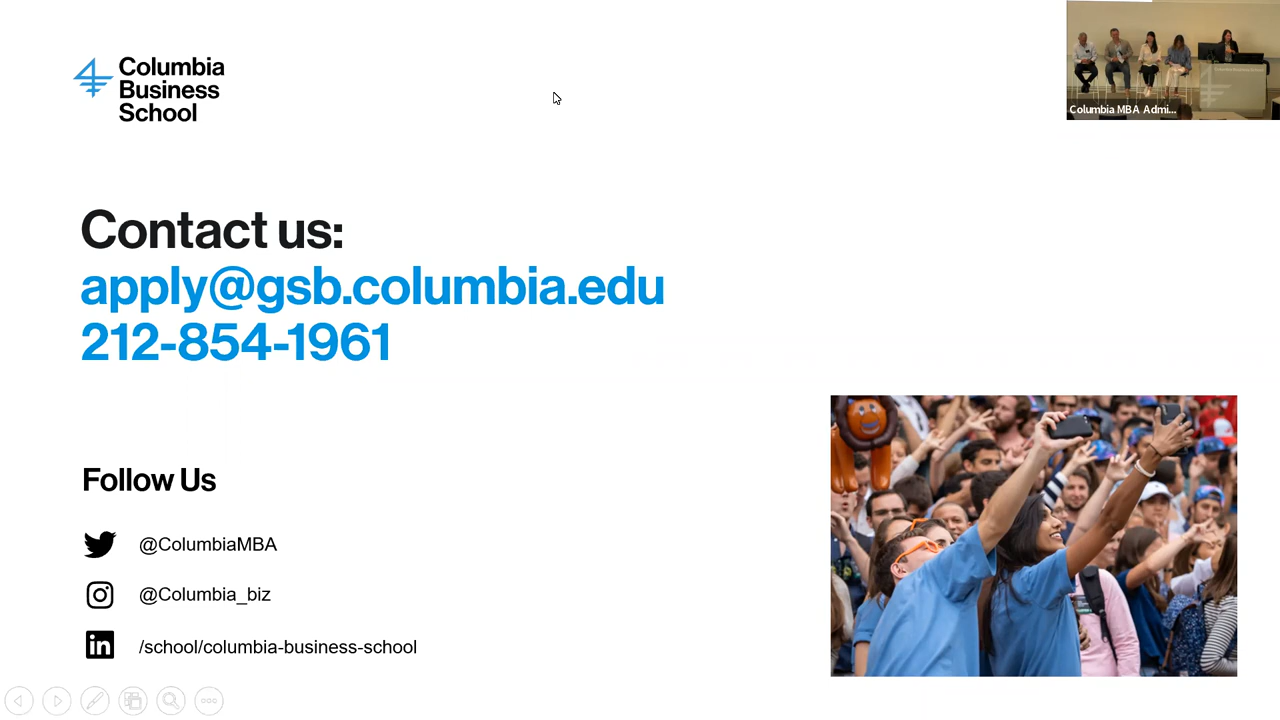 Columbia
Business
School
Columbia MBA Admi...
Contact us:
apply@gsb.columbia.edu
212-854-1961
Follow Us
@ColumbiaMBA
@Columbia_biz
/school/columbia-business-school